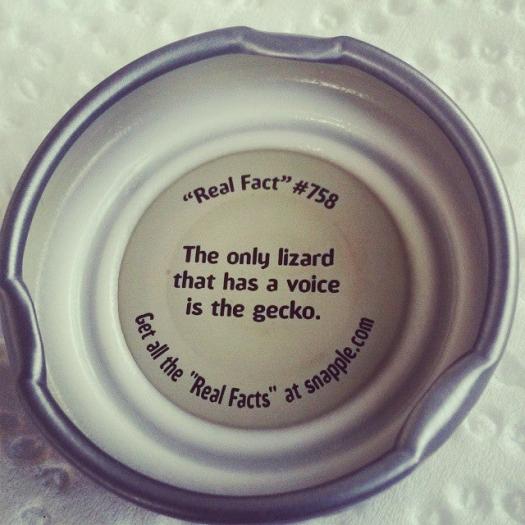 “Real Fact” #758
The only lizard
that has a voice
is the gecko.
Get all the "Real Facts" at snapple.com